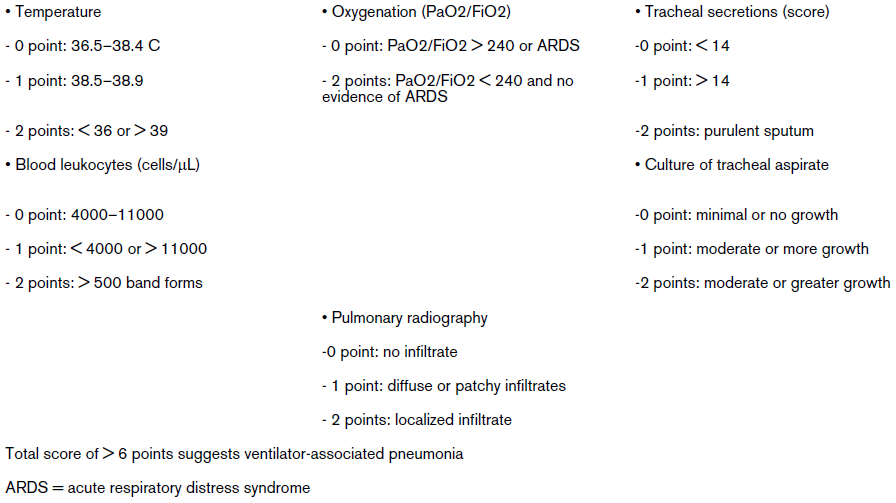 • Temperature
- 0 point: 36.5–38.4 C
- 1 point: 38.5–38.9
- 2 points: < 36 or > 39
• Blood leukocytes (cells/μL)
- 0 point: 4000–11000
- 1 point: < 4000 or > 11000
- 2 points: > 500 band forms
• Oxygenation (PaO2/FiO2)
- 0 point: PaO2/FiO2 > 240 or ARDS
- 2 points: PaO2/FiO2 < 240 and no
evidence of ARDS
• Pulmonary radiography
-0 point: no infiltrate
- 1 point: diffuse or patchy infiltrates
- 2 points: localized infiltrate
• Tracheal secretions (score)
-0 point: < 14
-1 point: > 14
-2 points: purulent sputum
• Culture of tracheal aspirate
-0 point: minimal or no growth
-1 point: moderate or more growth
-2 points: moderate or greater growth
Total score of > 6 points suggests ventilator-associated pneumonia
ARDS = acute respiratory distress syndrome